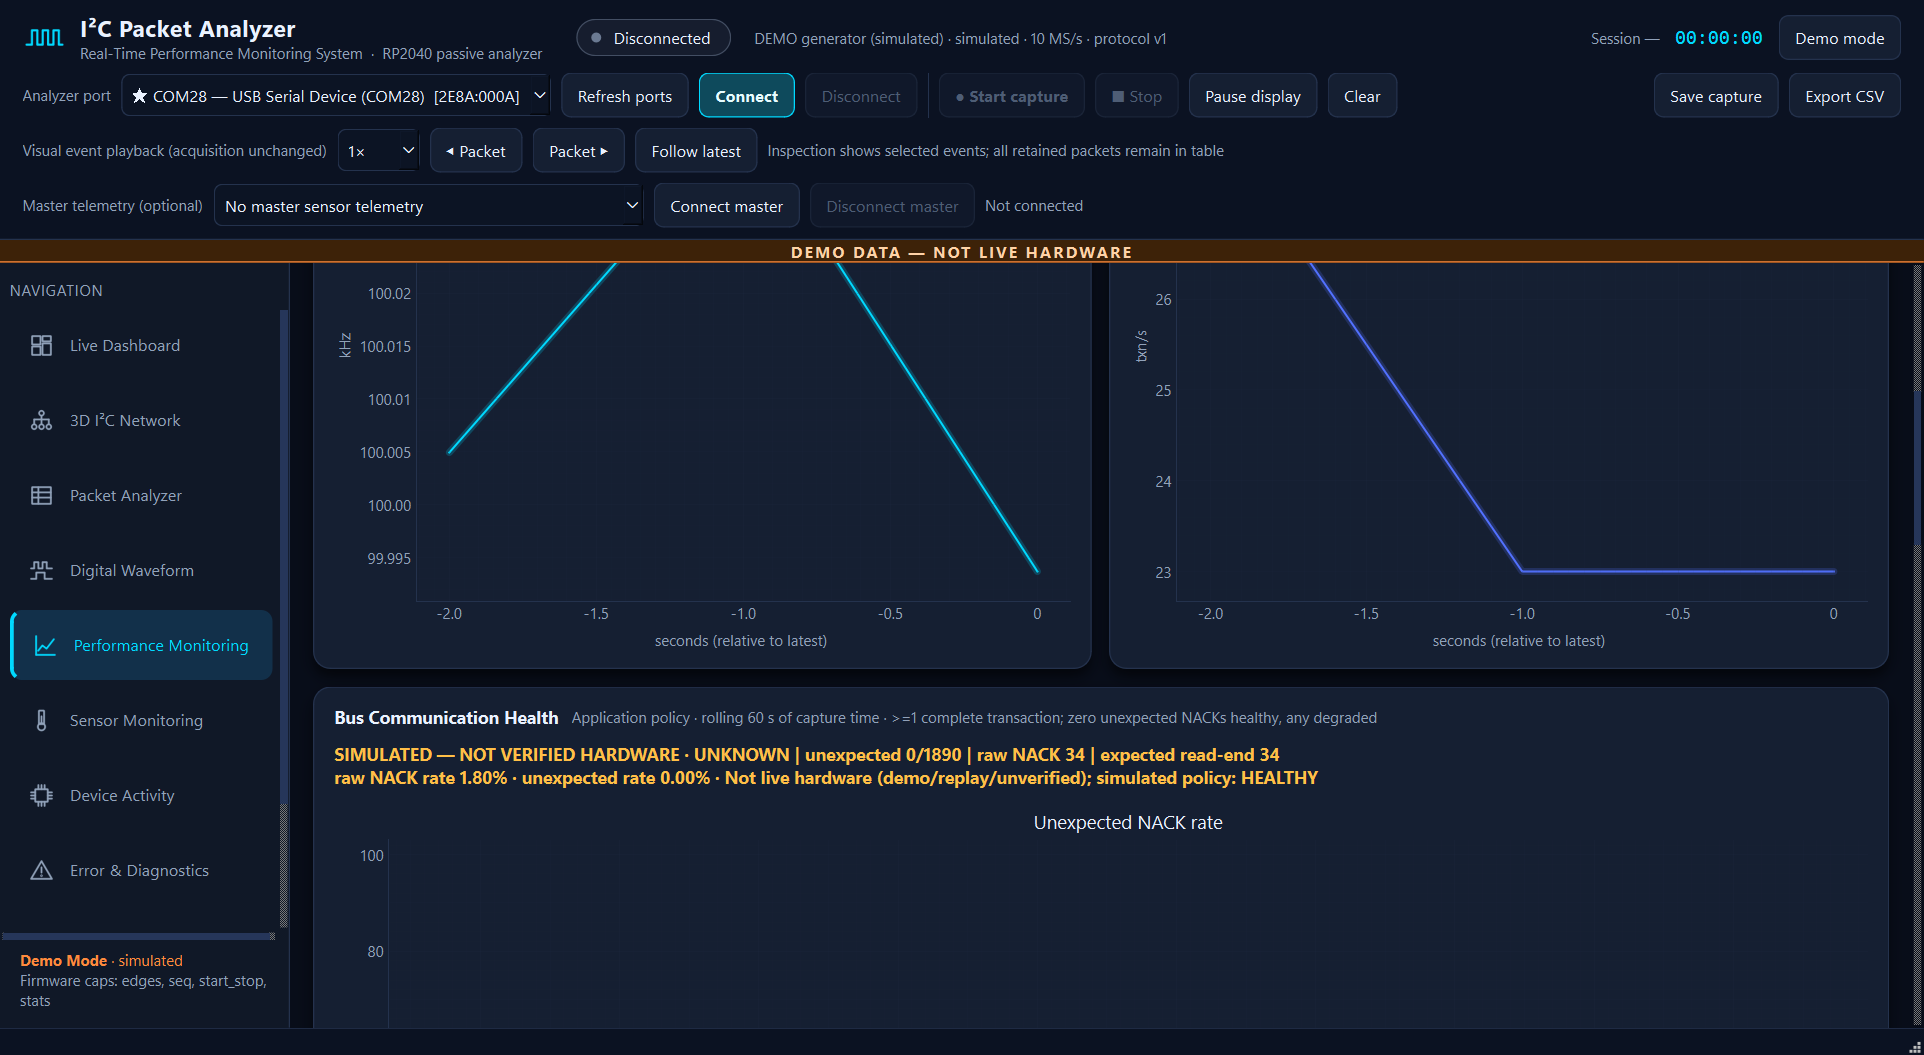 I²C Packet Analyzer
Real-Time Performance Monitoring System · RP2040 passive analyzer
Disconnected
DEMO generator (simulated) · simulated · 10 MS/s · protocol v1
Session — 00:00:00
Demo mode
Analyzer port
★ COM28 — USB Serial Device (COM28) [2E8A:000A]
Refresh ports
Connect
Disconnect
● Start capture
■ Stop
Pause display
Clear
Save capture
Export CSV
Visual event playback (acquisition unchanged)
1×
◂ Packet
Packet ▸
Follow latest
Inspection shows selected events; all retained packets remain in table
Master telemetry (optional)
No master sensor telemetry
Connect master
Disconnect master
Not connected
DEMO DATA — NOT LIVE HARDWARE
NAVIGATION
Live Dashboard
3D I²C Network
Packet Analyzer
Digital Waveform
Performance Monitoring
Sensor Monitoring
Device Activity
Error & Diagnostics
Demo Mode · simulated
Firmware caps: edges, seq, start_stop,
stats
kHz
100.02
100.015
100.01
100.005
100.00
99.995
-2.0 -1.5 -1.0 -0.5 0
seconds (relative to latest)
txn/s
26
25
24
23
-2.0 -1.5 -1.0 -0.5 0
seconds (relative to latest)
Bus Communication Health Application policy · rolling 60 s of capture time · >=1 complete transaction; zero unexpected NACKs healthy, any degraded
SIMULATED — NOT VERIFIED HARDWARE · UNKNOWN | unexpected 0/1890 | raw NACK 34 | expected read-end 34
raw NACK rate 1.80% · unexpected rate 0.00% · Not live hardware (demo/replay/unverified); simulated policy: HEALTHY
Unexpected NACK rate
100
80